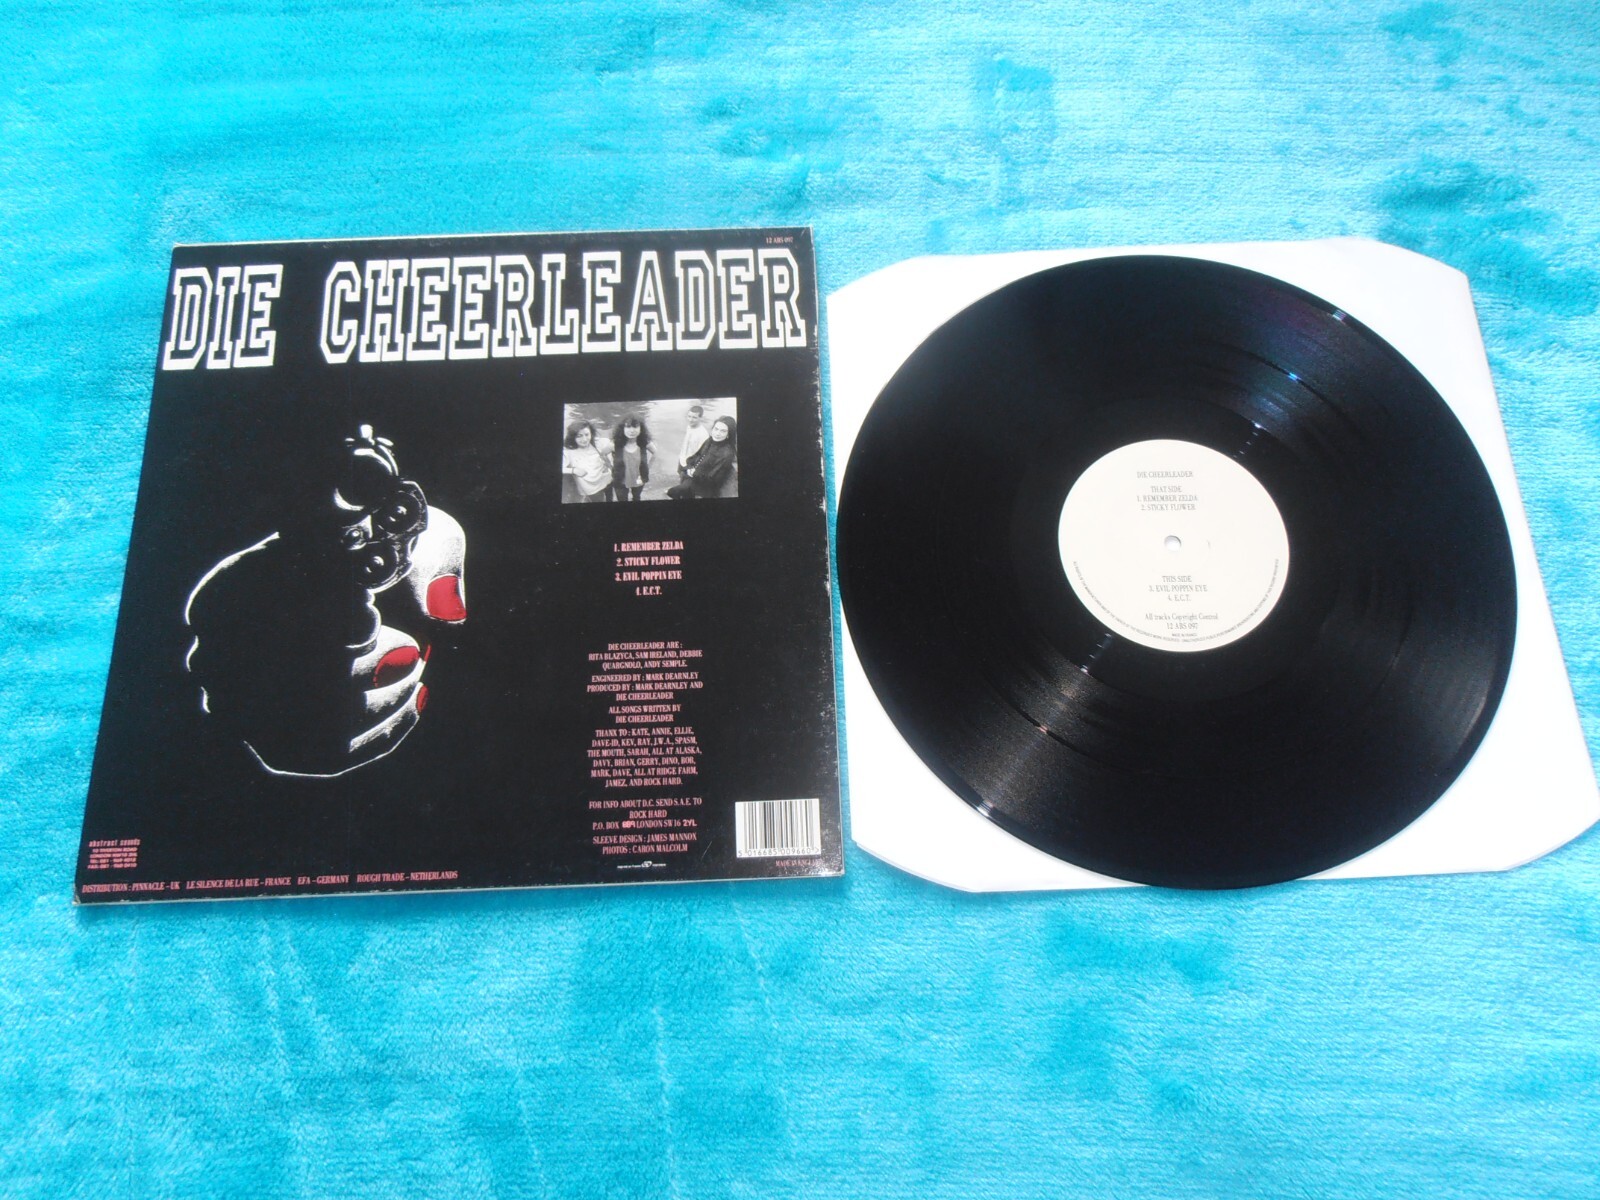 12 ABS 097
DIE CHEERLEADER
1. REMEMBER ZELDA
2. STICKY FLOWER
3. EVIL POPPIN EYE
4. E.C.T.
DIE CHEERLEADER ARE :
RITA BLAZYCA, SAM IRELAND, DEBBIE
QUARGNOLO, ANDY SEMPLE.
ENGINEERED BY : MARK DEARNLEY
PRODUCED BY : MARK DEARNLEY AND
DIE CHEERLEADER
ALL SONGS WRITTEN BY
DIE CHEERLEADER
THANX TO : KATE, ANNIE, ELLIE,
DAVE-ID, KEV, RAY, J.W.A., SPASM,
THE MOUTH, SARAH, ALL AT ALASKA,
DAVY, BRIAN, GERRY, DINO, BOB,
MARK, DAVE, ALL AT RIDGE FARM,
JAMEZ, AND ROCK HARD.
FOR INFO ABOUT D.C. SEND S.A.E. TO
ROCK HARD
P.O. BOX LONDON SW16 2YL
SLEEVE DESIGN : JAMES MANNOX
PHOTOS : CARON MALCOLM
abstract sounds
DISTRIBUTION : PINNACLE – UK LE SILENCE DE LA RUE – FRANCE EFA – GERMANY ROUGH TRADE – NETHERLANDS
MADE IN
DIE CHEERLEADER
THAT SIDE
1. REMEMBER ZELDA
2. STICKY FLOWER
THIS SIDE
3. EVIL POPPIN EYE
4. E.C.T.
All tracks Copyright Control
12 ABS 097